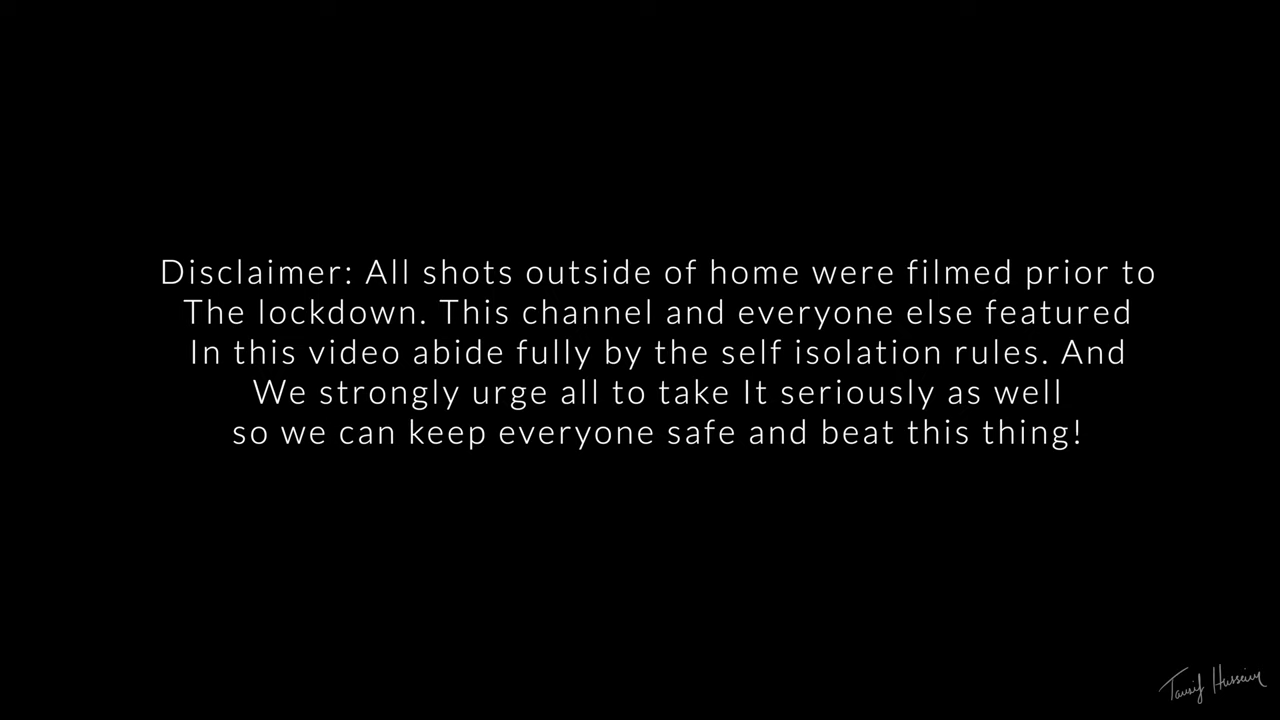 Disclaimer: All shots outside of home were filmed prior to
The lockdown. This channel and everyone else featured
In this video abide fully by the self isolation rules. And
We strongly urge all to take It seriously as well
so we can keep everyone safe and beat this thing!
Tausif Hussain